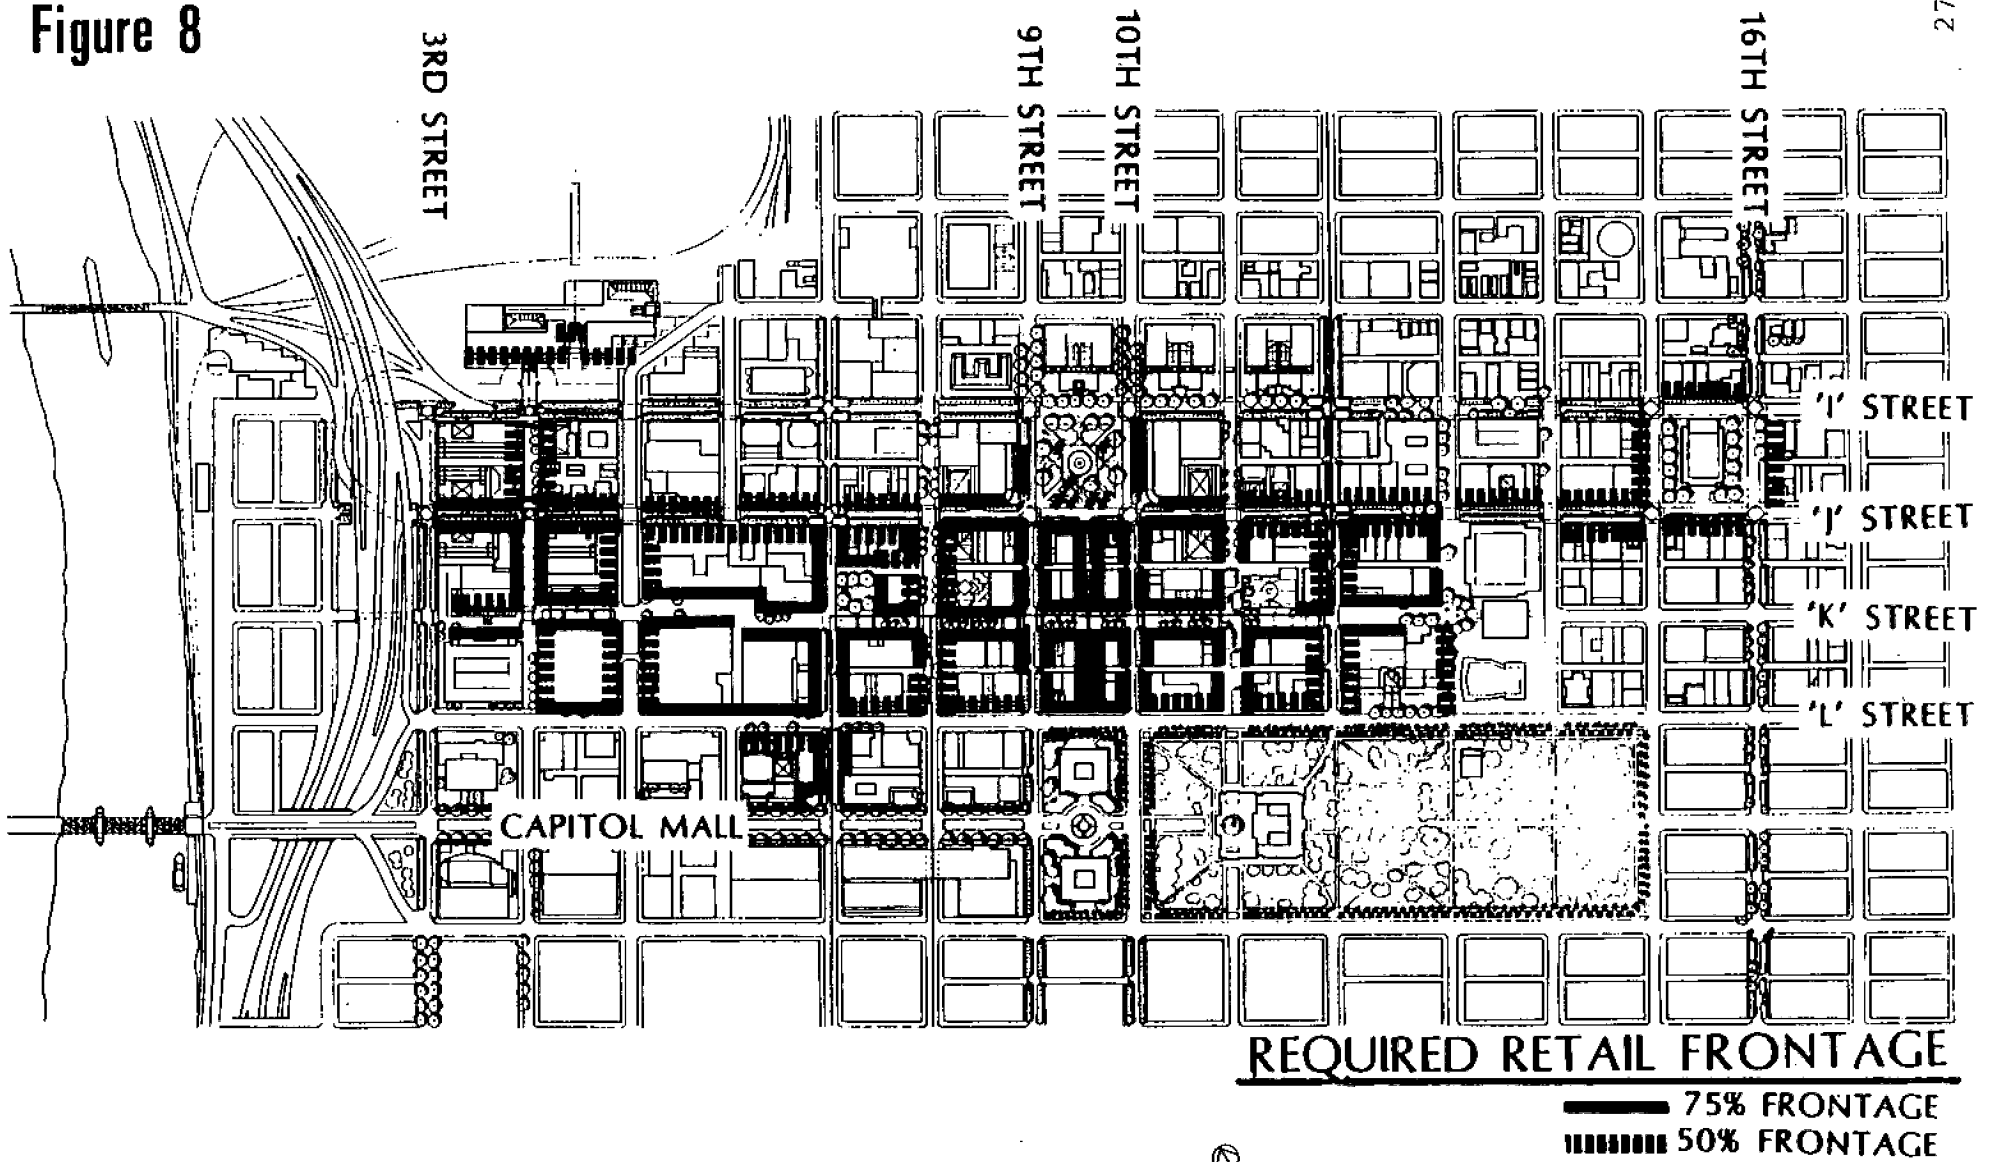 Figure 8
27
3RD STREET
9TH STREET
10TH STREET
16TH STREET
'I' STREET
'J' STREET
'K' STREET
'L' STREET
CAPITOL MALL
REQUIRED RETAIL FRONTAGE
75% FRONTAGE
50% FRONTAGE